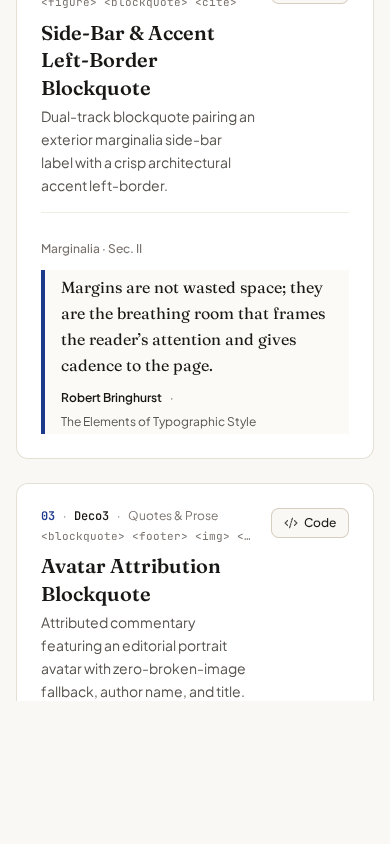 <figure> <blockquote> <cite>
Side-Bar & Accent
Left-Border
Blockquote
Dual-track blockquote pairing an
exterior marginalia side-bar
label with a crisp architectural
accent left-border.
Marginalia · Sec. II
Margins are not wasted space; they
are the breathing room that frames
the reader’s attention and gives
cadence to the page.
Robert Bringhurst ·
The Elements of Typographic Style
03 · Deco3 · Quotes & Prose
</> Code
<blockquote> <footer> <img> <…
Avatar Attribution
Blockquote
Attributed commentary
featuring an editorial portrait
avatar with zero-broken-image
fallback, author name, and title.